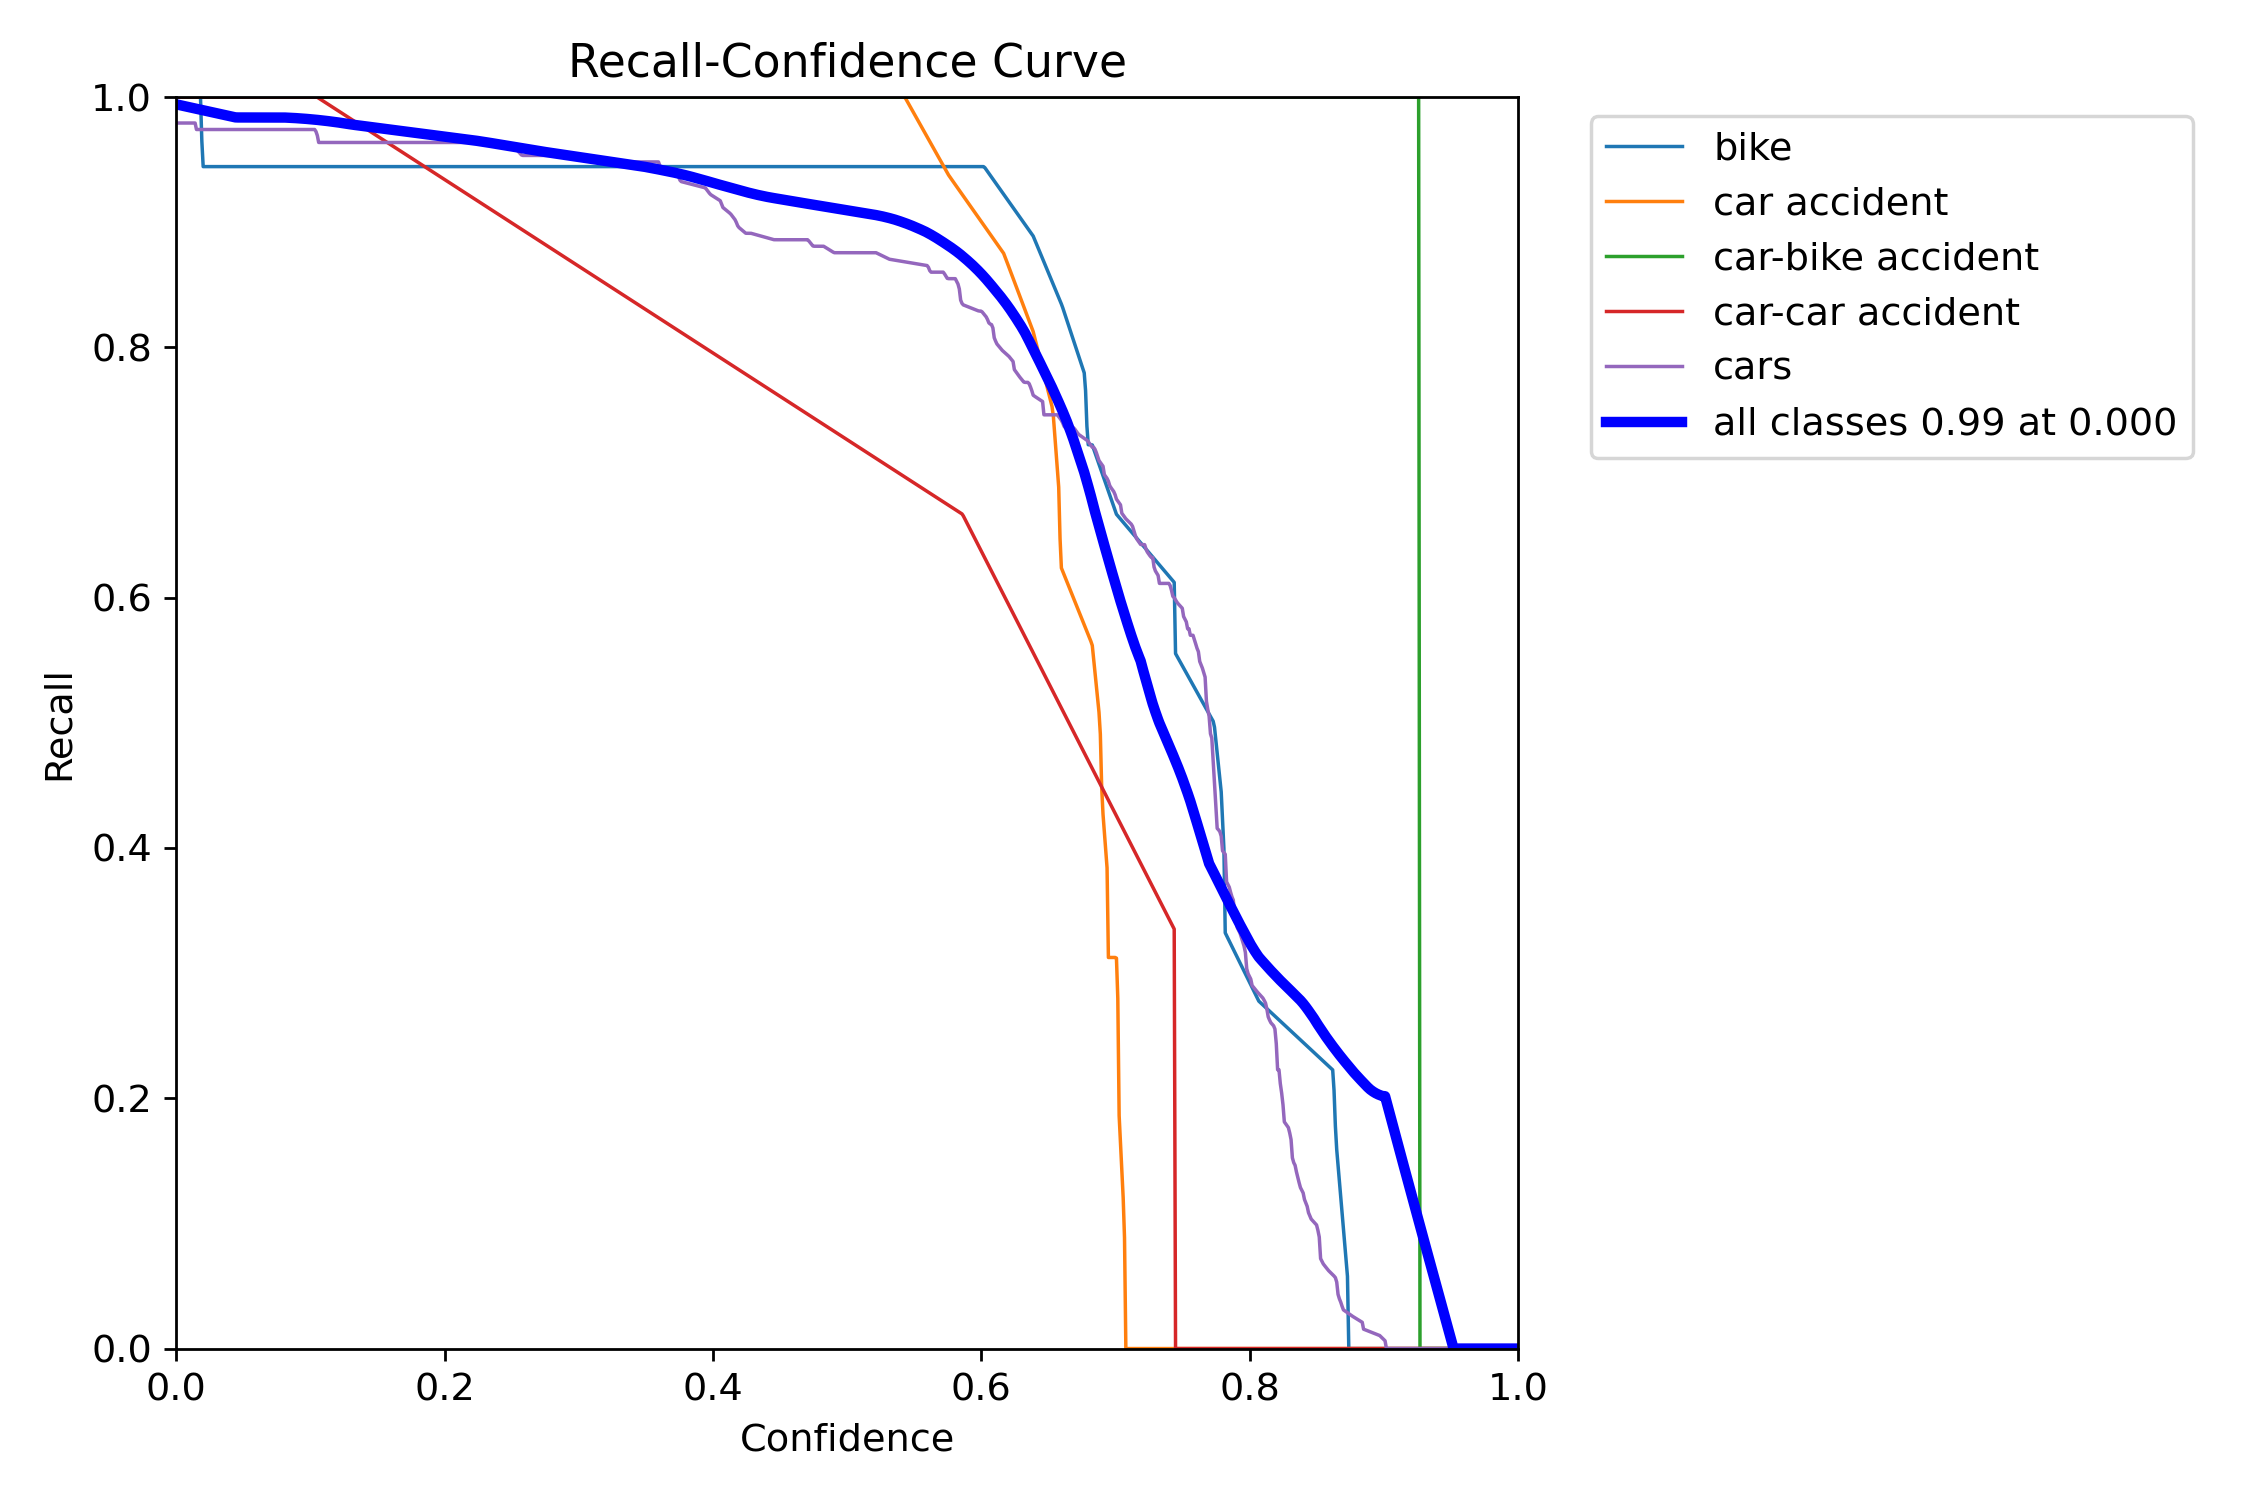 Recall-Confidence Curve
1.0
0.8
0.6
0.4
0.2
0.0
Recall
0.0 0.2 0.4 0.6 0.8 1.0
Confidence
bike
car accident
car-bike accident
car-car accident
cars
all classes 0.99 at 0.000